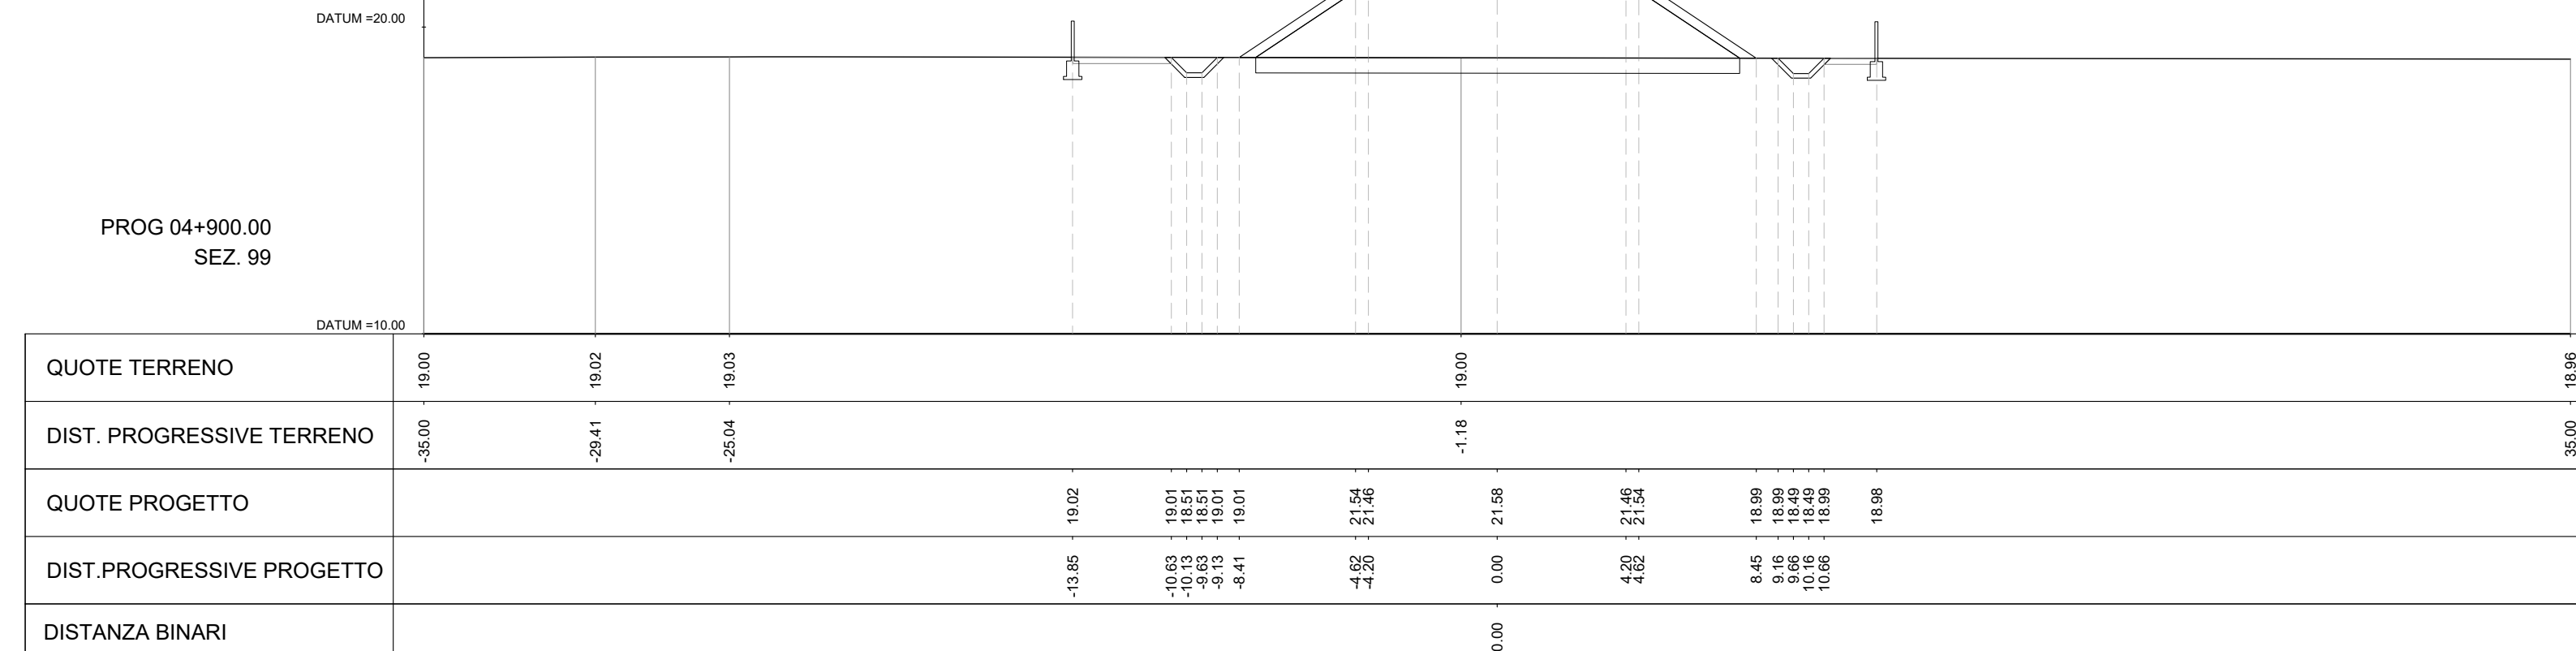 DATUM =20.00
PROG 04+900.00
SEZ. 99
DATUM =10.00
QUOTE TERRENO 19.00 19.02 19.03 19.00 18.96
DIST. PROGRESSIVE TERRENO -35.00 -29.41 -25.04 -1.18 35.00
QUOTE PROGETTO 19.02 19.01 18.51 18.51 19.01 19.01 21.54 21.46 21.58 21.46 21.54 18.99 18.99 18.49 18.49 18.99 18.98
DIST.PROGRESSIVE PROGETTO -13.85 -10.63 -10.13 -9.63 -9.13 -8.41 -4.62 -4.20 0.00 4.20 4.62 8.45 9.16 9.66 10.16 10.66
DISTANZA BINARI 0.00